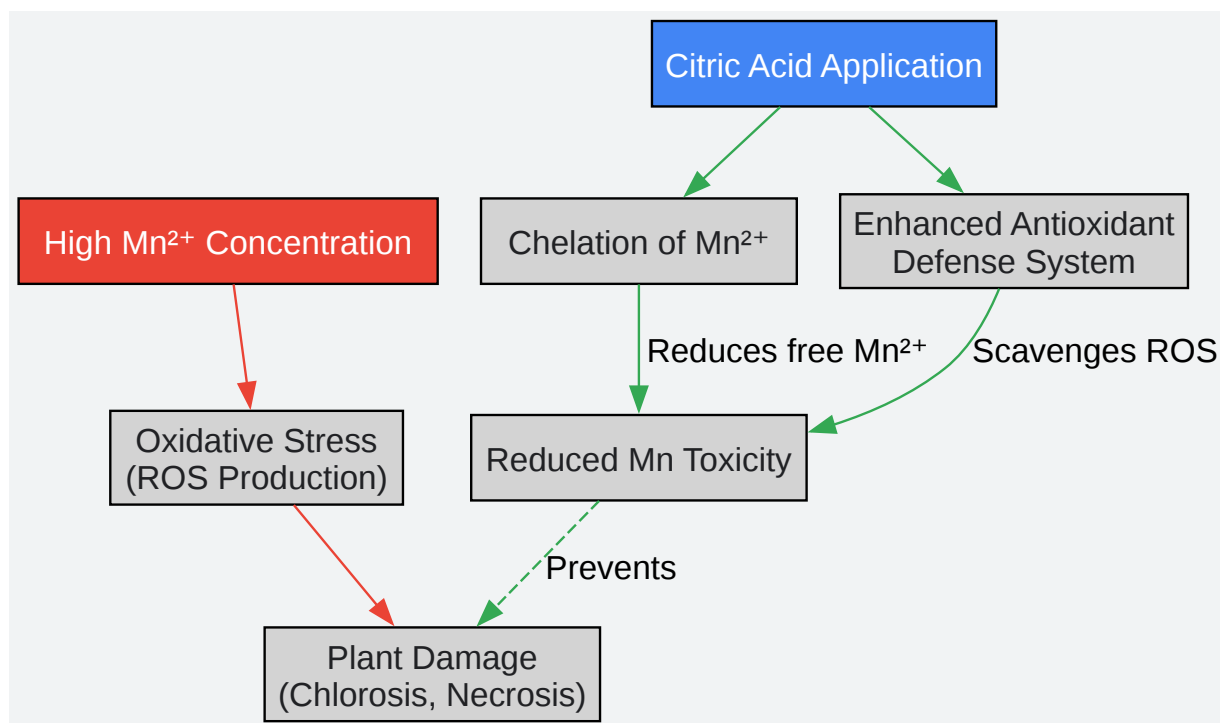 Citric Acid Application
High Mn²⁺ Concentration
Chelation of Mn²⁺
Enhanced Antioxidant
Defense System
Reduces free Mn²⁺
Scavenges ROS
Oxidative Stress
(ROS Production)
Reduced Mn Toxicity
Prevents
Plant Damage
(Chlorosis, Necrosis)